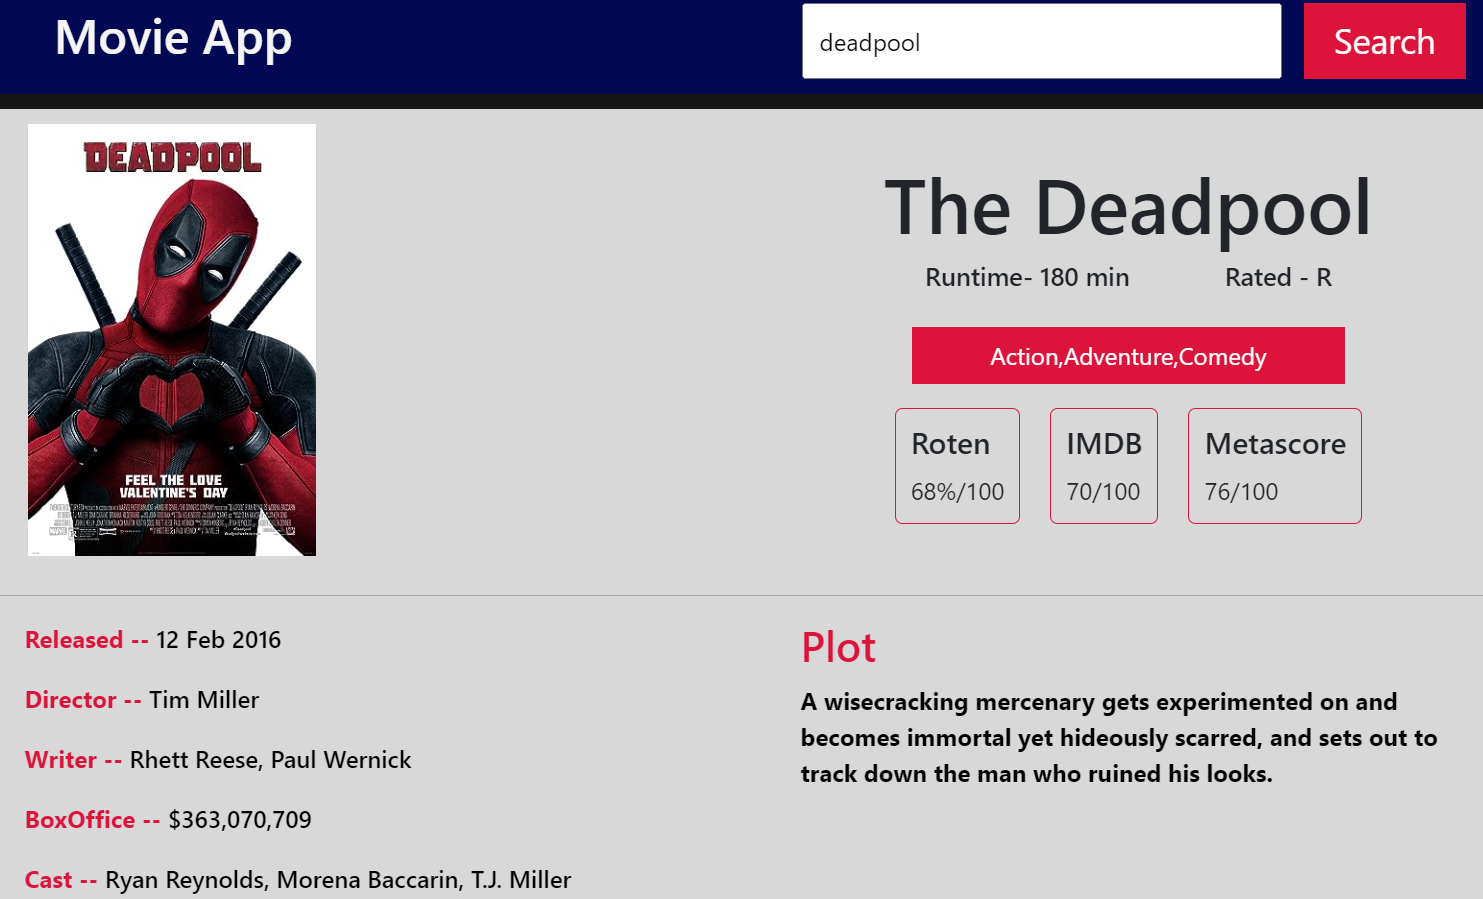 Movie App
deadpool
Search
DEADPOOL
FEEL THE LOVE
VALENTINE'S DAY
The Deadpool
Runtime- 180 min
Rated - R
Action,Adventure,Comedy
Roten
68%/100
IMDB
70/100
Metascore
76/100
Released -- 12 Feb 2016
Director -- Tim Miller
Writer -- Rhett Reese, Paul Wernick
BoxOffice -- $363,070,709
Cast -- Ryan Reynolds, Morena Baccarin, T.J. Miller
Plot
A wisecracking mercenary gets experimented on and
becomes immortal yet hideously scarred, and sets out to
track down the man who ruined his looks.